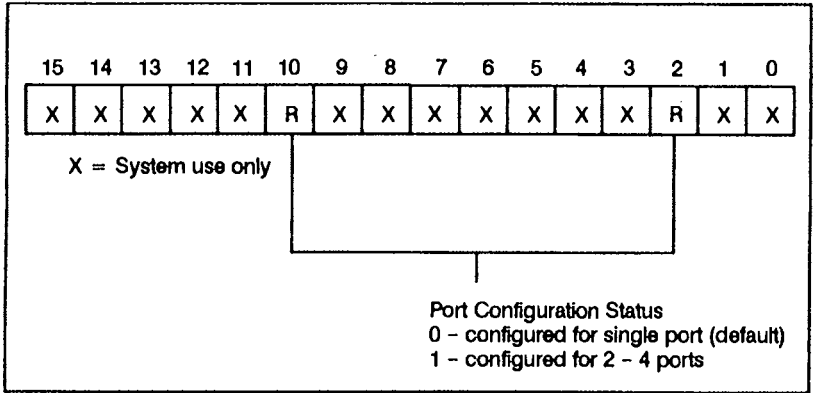 15 14 13 12 11 10 9 8 7 6 5 4 3 2 1 0
X X X X X R X X X X X X X R X X
X = System use only
Port Configuration Status
0 – configured for single port (default)
1 – configured for 2 – 4 ports